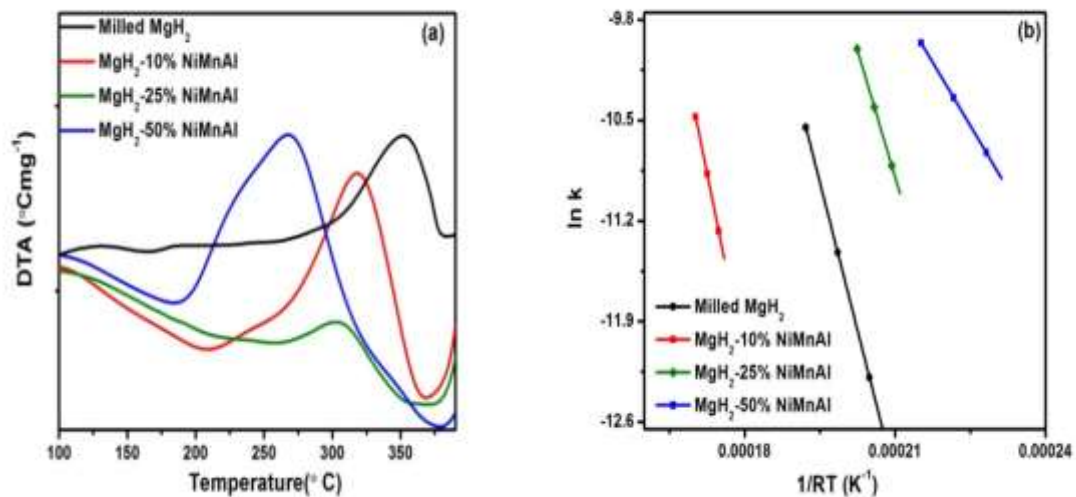 (a)
Milled MgH₂
MgH₂-10% NiMnAl
MgH₂-25% NiMnAl
MgH₂-50% NiMnAl
DTA (°Cmg⁻¹)
100 150 200 250 300 350
Temperature(° C)
(b)
-9.8
-10.5
-11.2
-11.9
-12.6
ln k
Milled MgH₂
MgH₂-10% NiMnAl
MgH₂-25% NiMnAl
MgH₂-50% NiMnAl
0.00018 0.00021 0.00024
1/RT (K⁻¹)